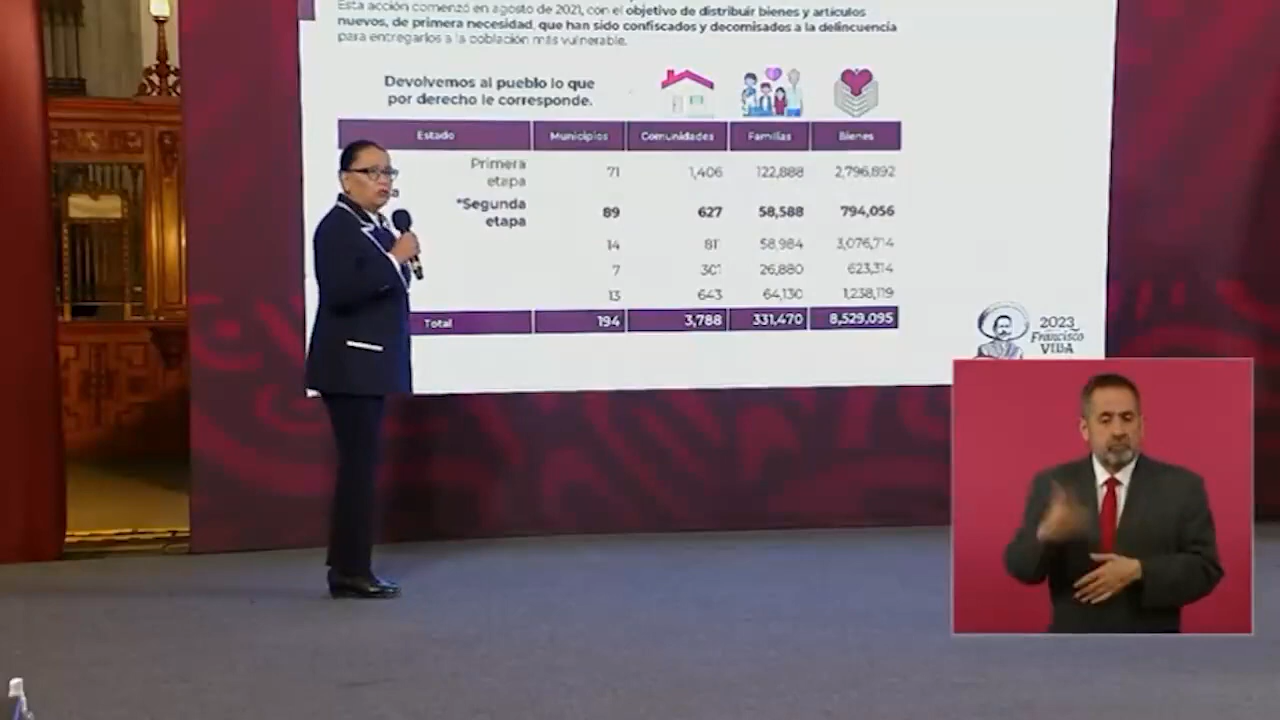 Esta acción comenzó en agosto de 2021, con el objetivo de distribuir bienes y artículos
nuevos, de primera necesidad, que han sido confiscados y decomisados a la delincuencia
para entregarlos a la población más vulnerable.
Devolvemos al pueblo lo que
por derecho le corresponde.
Estado Municipios Comunidades Familias Bienes
Primera
etapa 71 1,406 122,888 2,796,892
*Segunda
etapa 89 627 58,588 794,056
14 811 58,984 3,076,714
7 301 26,880 623,314
13 643 64,130 1,238,119
Total 194 3,788 331,470 8,529,095
2023
Francisco
VILLA